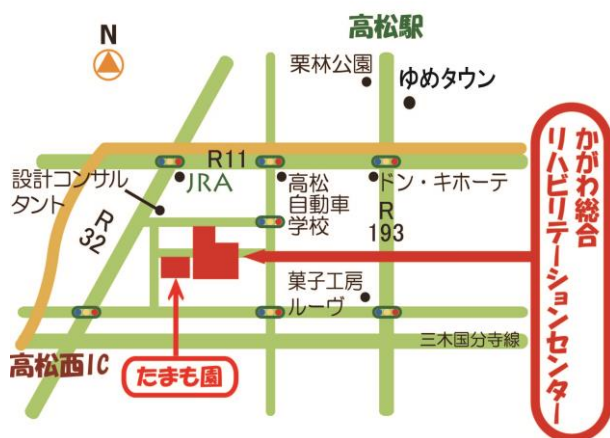 高松駅
N
栗林公園
ゆめタウン
R11
設計コンサル
タント
JRA
高松
自動車
学校
ドン・キホーテ
R
32
R
193
菓子工房
ルーヴ
三木国分寺線
高松西IC
たまも園
かがわ総合
リハビリテーションセンター